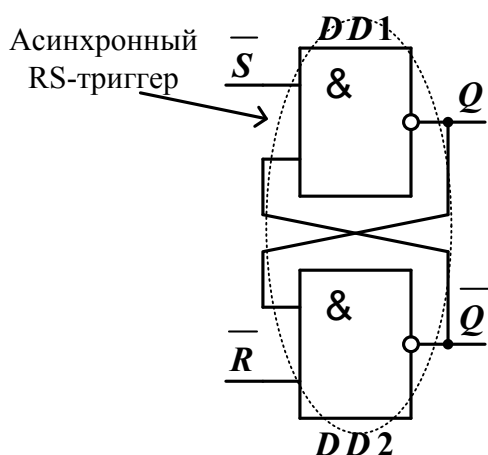 Асинхронный
RS-триггер
DD1
S̅
&
Q
&
R̅
Q̅
DD2